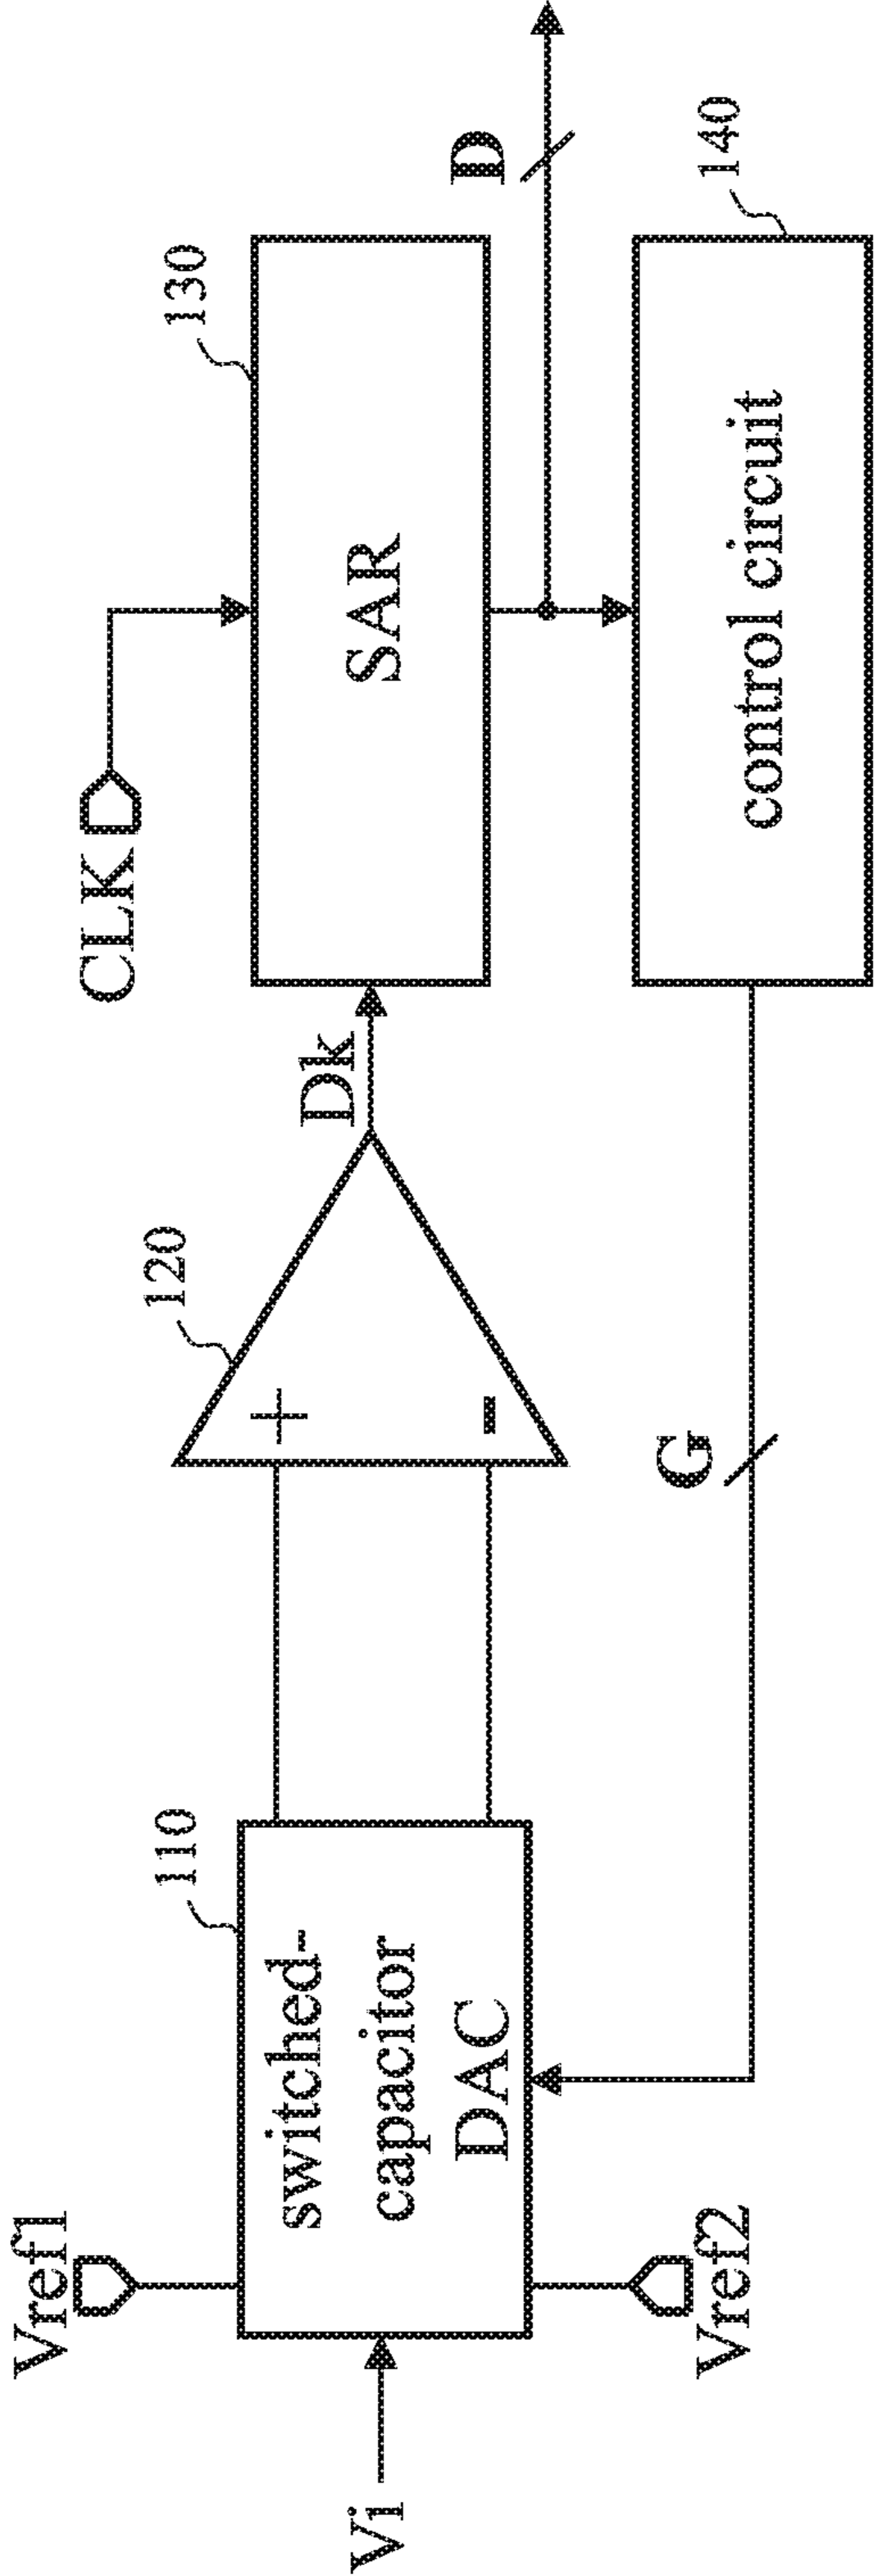 Vref1
Vi
switched-
capacitor
DAC
110
Vref2
+
-
120
Dk
CLK
SAR
130
D
control circuit
140
G